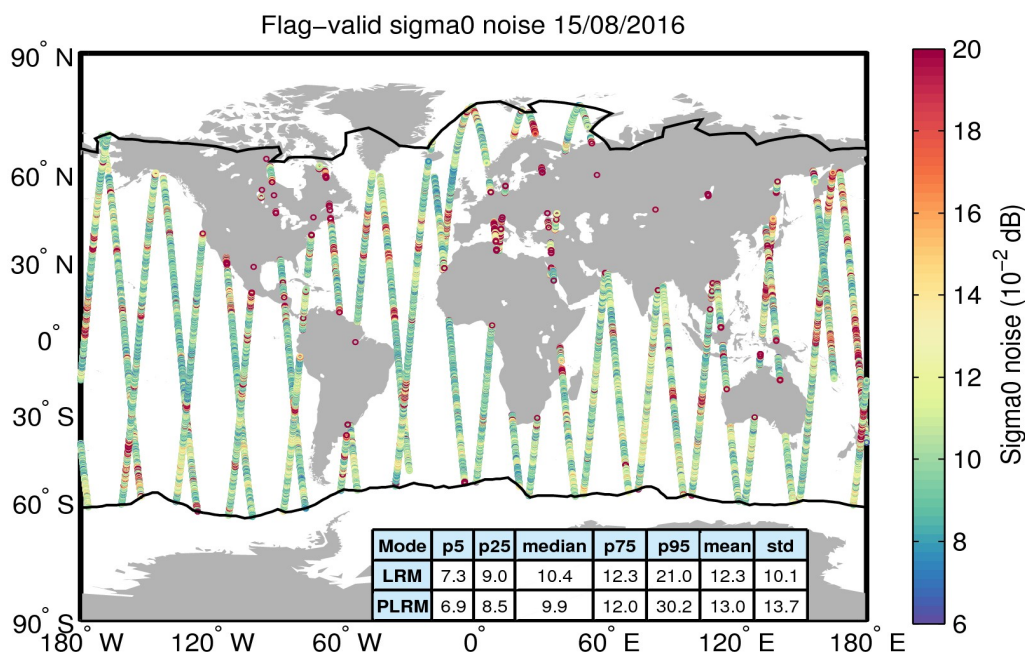 Flag−valid sigma0 noise 15/08/2016
90° N
60° N
30° N
0°
30° S
60° S
90° S
180° W 120° W 60° W 0° 60° E 120° E 180° E
Mode p5 p25 median p75 p95 mean std
LRM 7.3 9.0 10.4 12.3 21.0 12.3 10.1
PLRM 6.9 8.5 9.9 12.0 30.2 13.0 13.7
20
18
16
14
12
10
8
6
Sigma0 noise (10⁻² dB)